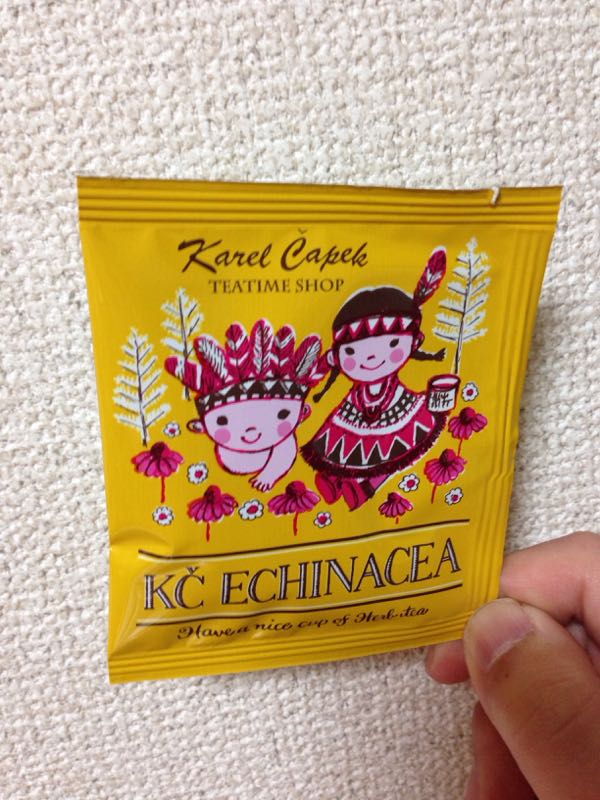 Karel Čapek
TEATIME SHOP
KČ ECHINACEA
Have a nice cup of Herb-tea